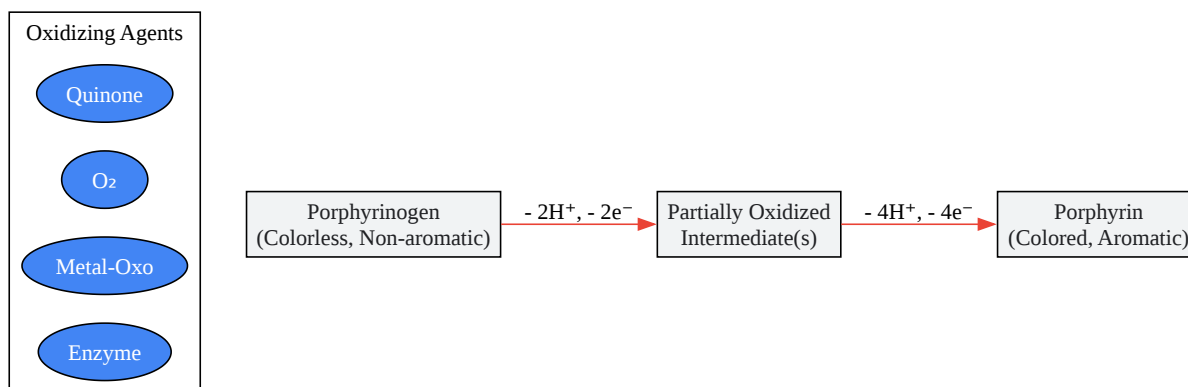 Oxidizing Agents
Quinone
O₂
Metal-Oxo
Enzyme
Porphyrinogen
(Colorless, Non-aromatic)
- 2H⁺, - 2e⁻
Partially Oxidized
Intermediate(s)
- 4H⁺, - 4e⁻
Porphyrin
(Colored, Aromatic)